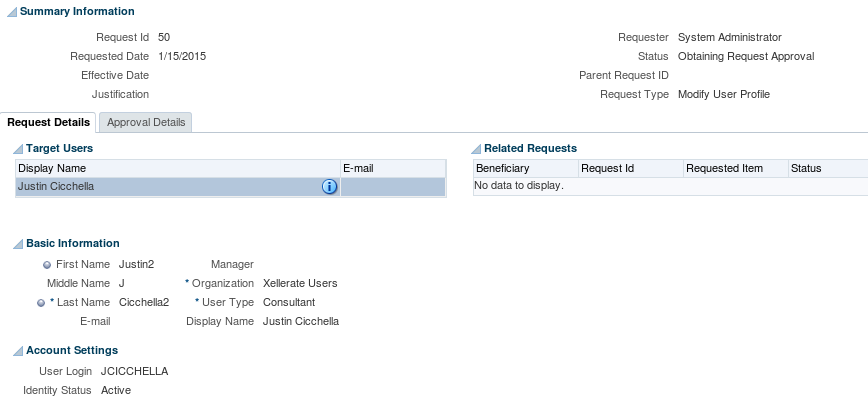 Summary Information
Request Id 50
Requested Date 1/15/2015
Effective Date
Justification
Requester System Administrator
Status Obtaining Request Approval
Parent Request ID
Request Type Modify User Profile
Request Details Approval Details
Target Users
Display Name E-mail
Justin Cicchella
Related Requests
Beneficiary Request Id Requested Item Status
No data to display.
Basic Information
First Name Justin2 Manager
Middle Name J * Organization Xellerate Users
* Last Name Cicchella2 * User Type Consultant
E-mail Display Name Justin Cicchella
Account Settings
User Login JCICCHELLA
Identity Status Active